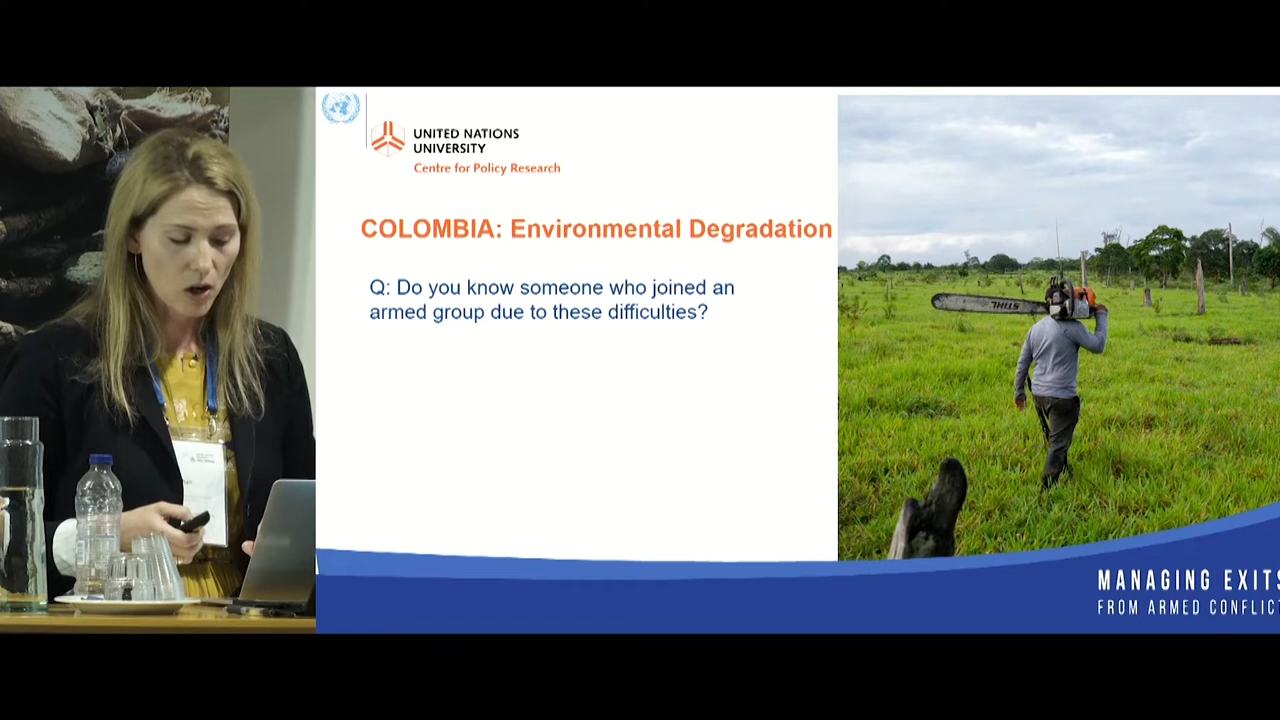 UNITED NATIONS
UNIVERSITY
Centre for Policy Research
COLOMBIA: Environmental Degradation
Q: Do you know someone who joined an
armed group due to these difficulties?
STIHL
MANAGING EXITS
FROM ARMED CONFLICT